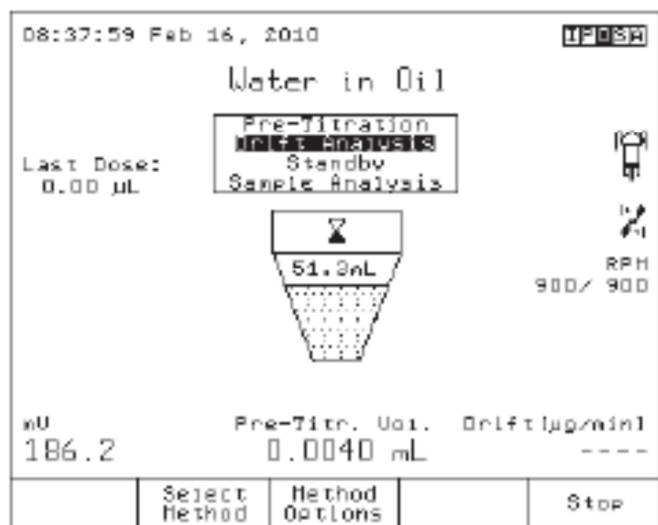 08:37:59 Feb 16, 2010
Water in Oil
Pre-Titration
Drift Analysis
Standby
Sample Analysis
Last Dose:
0.00 µL
51.3mL
RPM
900/ 900
mV Pre-Titr. Vol. Drift[µg/min]
186.2 0.0040 mL ----
Select Method Options Stop
Method